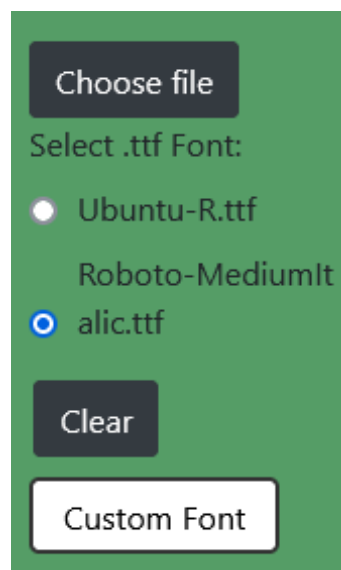 Choose file
Select .ttf Font:
Ubuntu-R.ttf
Roboto-MediumIt
alic.ttf
Clear
Custom Font